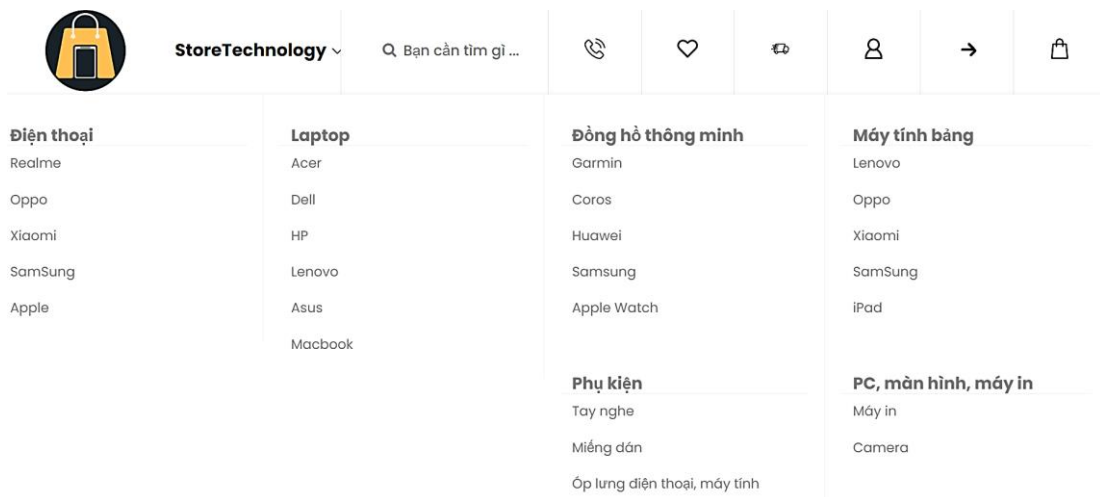 StoreTechnology
Bạn cần tìm gì ...
Điện thoại
Realme
Oppo
Xiaomi
SamSung
Apple
Laptop
Acer
Dell
HP
Lenovo
Asus
Macbook
Đồng hồ thông minh
Garmin
Coros
Huawei
Samsung
Apple Watch
Máy tính bảng
Lenovo
Oppo
Xiaomi
SamSung
iPad
Phụ kiện
Tay nghe
Miếng dán
Ốp lưng điện thoại, máy tính
PC, màn hình, máy in
Máy in
Camera